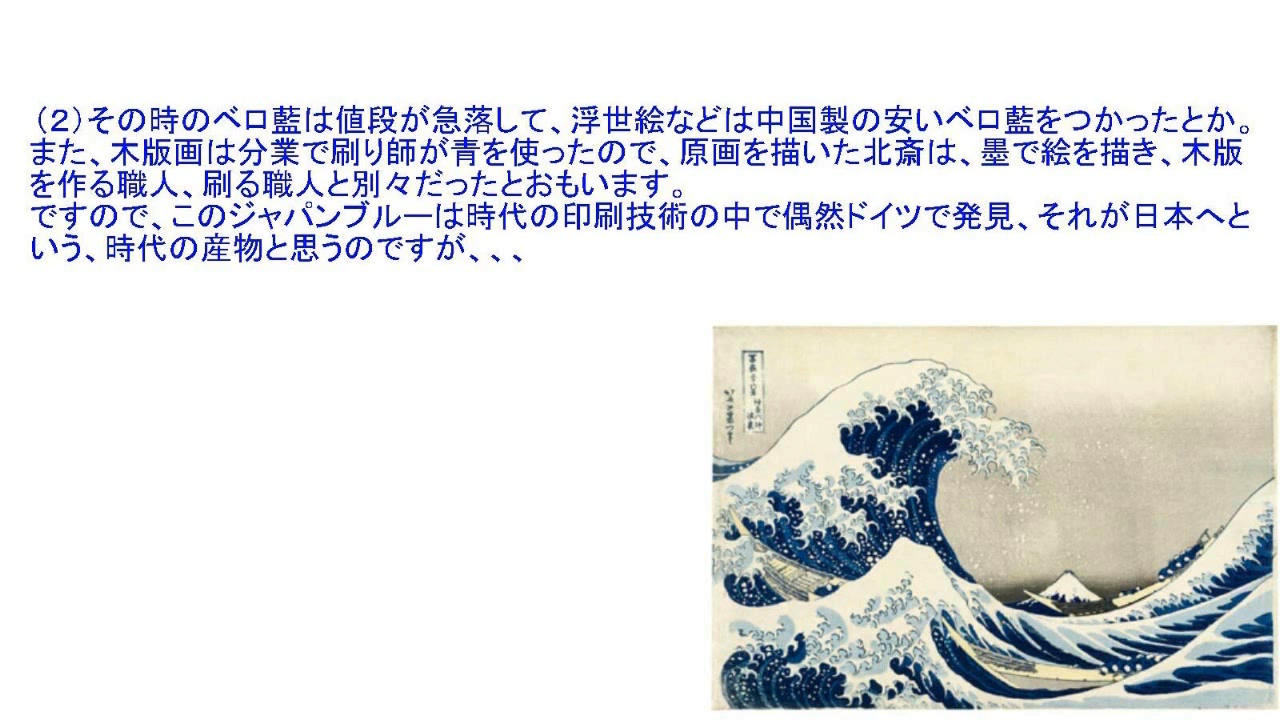 （２）その時のベロ藍は値段が急落して、浮世絵などは中国製の安いベロ藍をつかったとか。
また、木版画は分業で刷り師が青を使ったので、原画を描いた北斎は、墨で絵を描き、木版
を作る職人、刷る職人と別々だったとおもいます。
ですので、このジャパンブルーは時代の印刷技術の中で偶然ドイツで発見、それが日本へと
いう、時代の産物と思うのですが、、、